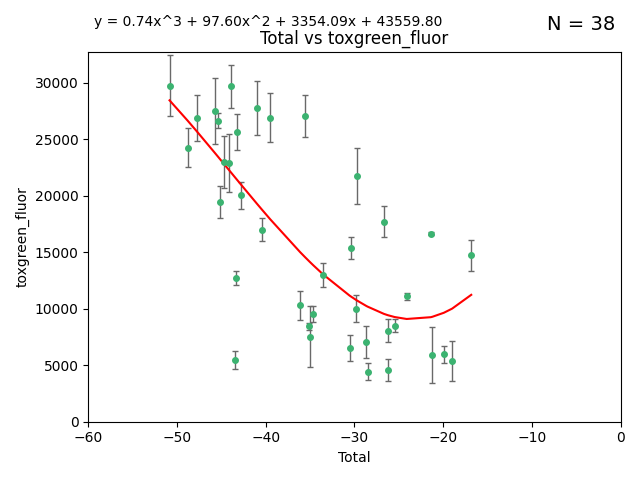 y = 0.74x^3 + 97.60x^2 + 3354.09x + 43559.80
N = 38
Total vs toxgreen_fluor
30000
25000
20000
15000
10000
5000
0
toxgreen_fluor
−60
−50
−40
−30
−20
−10
0
Total